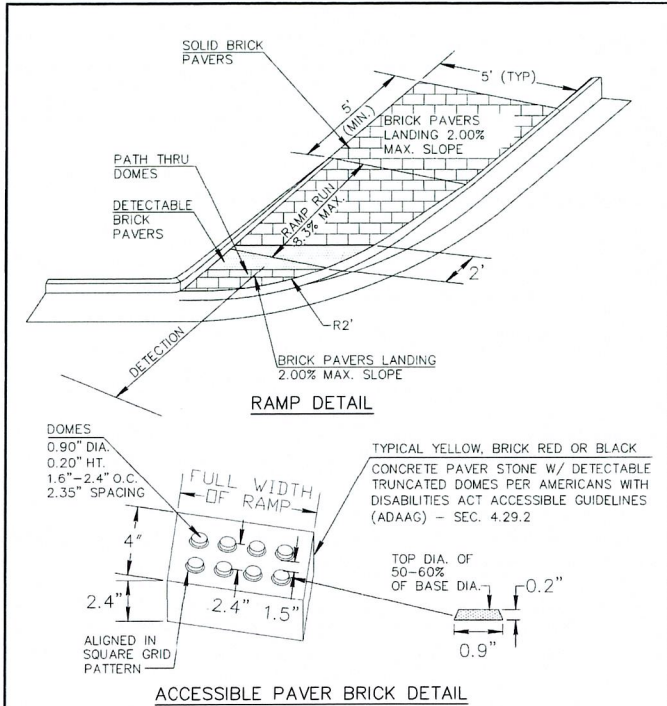 SOLID BRICK
PAVERS
5' (TYP)
5'
(MIN.)
BRICK PAVERS
LANDING 2.00%
MAX. SLOPE
PATH THRU
DOMES
DETECTABLE
BRICK
PAVERS
RAMP RUN
8.3% MAX.
2'
R2'
DETECTION
BRICK PAVERS LANDING
2.00% MAX. SLOPE
RAMP DETAIL
DOMES
0.90" DIA.
0.20" HT.
1.6"-2.4" O.C.
2.35" SPACING
FULL WIDTH
OF RAMP
TYPICAL YELLOW, BRICK RED OR BLACK
CONCRETE PAVER STONE W/ DETECTABLE
TRUNCATED DOMES PER AMERICANS WITH
DISABILITIES ACT ACCESSIBLE GUIDELINES
(ADAAG) - SEC. 4.29.2
4"
2.4"
2.4"
1.5"
TOP DIA. OF
50-60%
OF BASE DIA.
0.2"
0.9"
ALIGNED IN
SQUARE GRID
PATTERN
ACCESSIBLE PAVER BRICK DETAIL